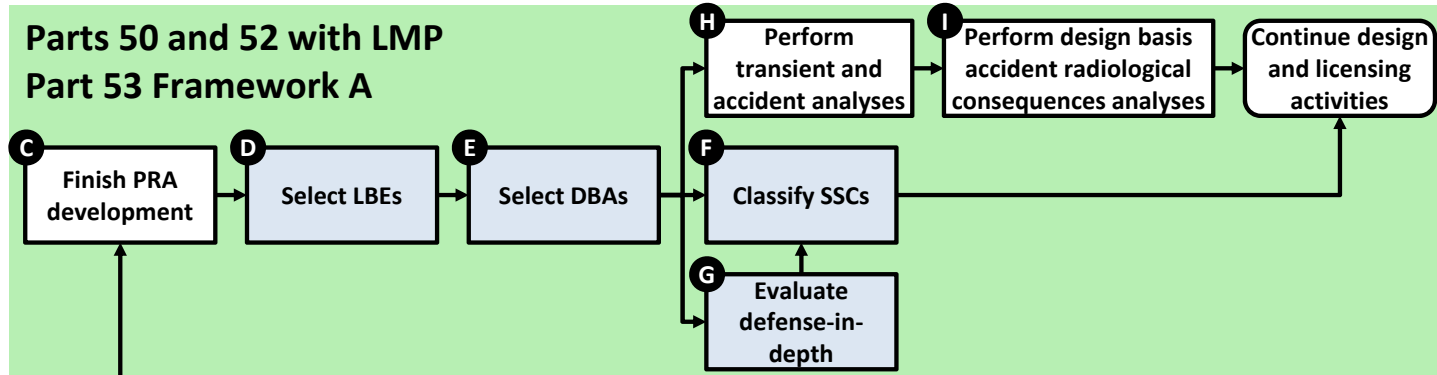 Parts 50 and 52 with LMP
Part 53 Framework A
C
Finish PRA
development
D
Select LBEs
E
Select DBAs
H
Perform
transient and
accident analyses
I
Perform design basis
accident radiological
consequences analyses
Continue design
and licensing
activities
F
Classify SSCs
G
Evaluate
defense-in-
depth